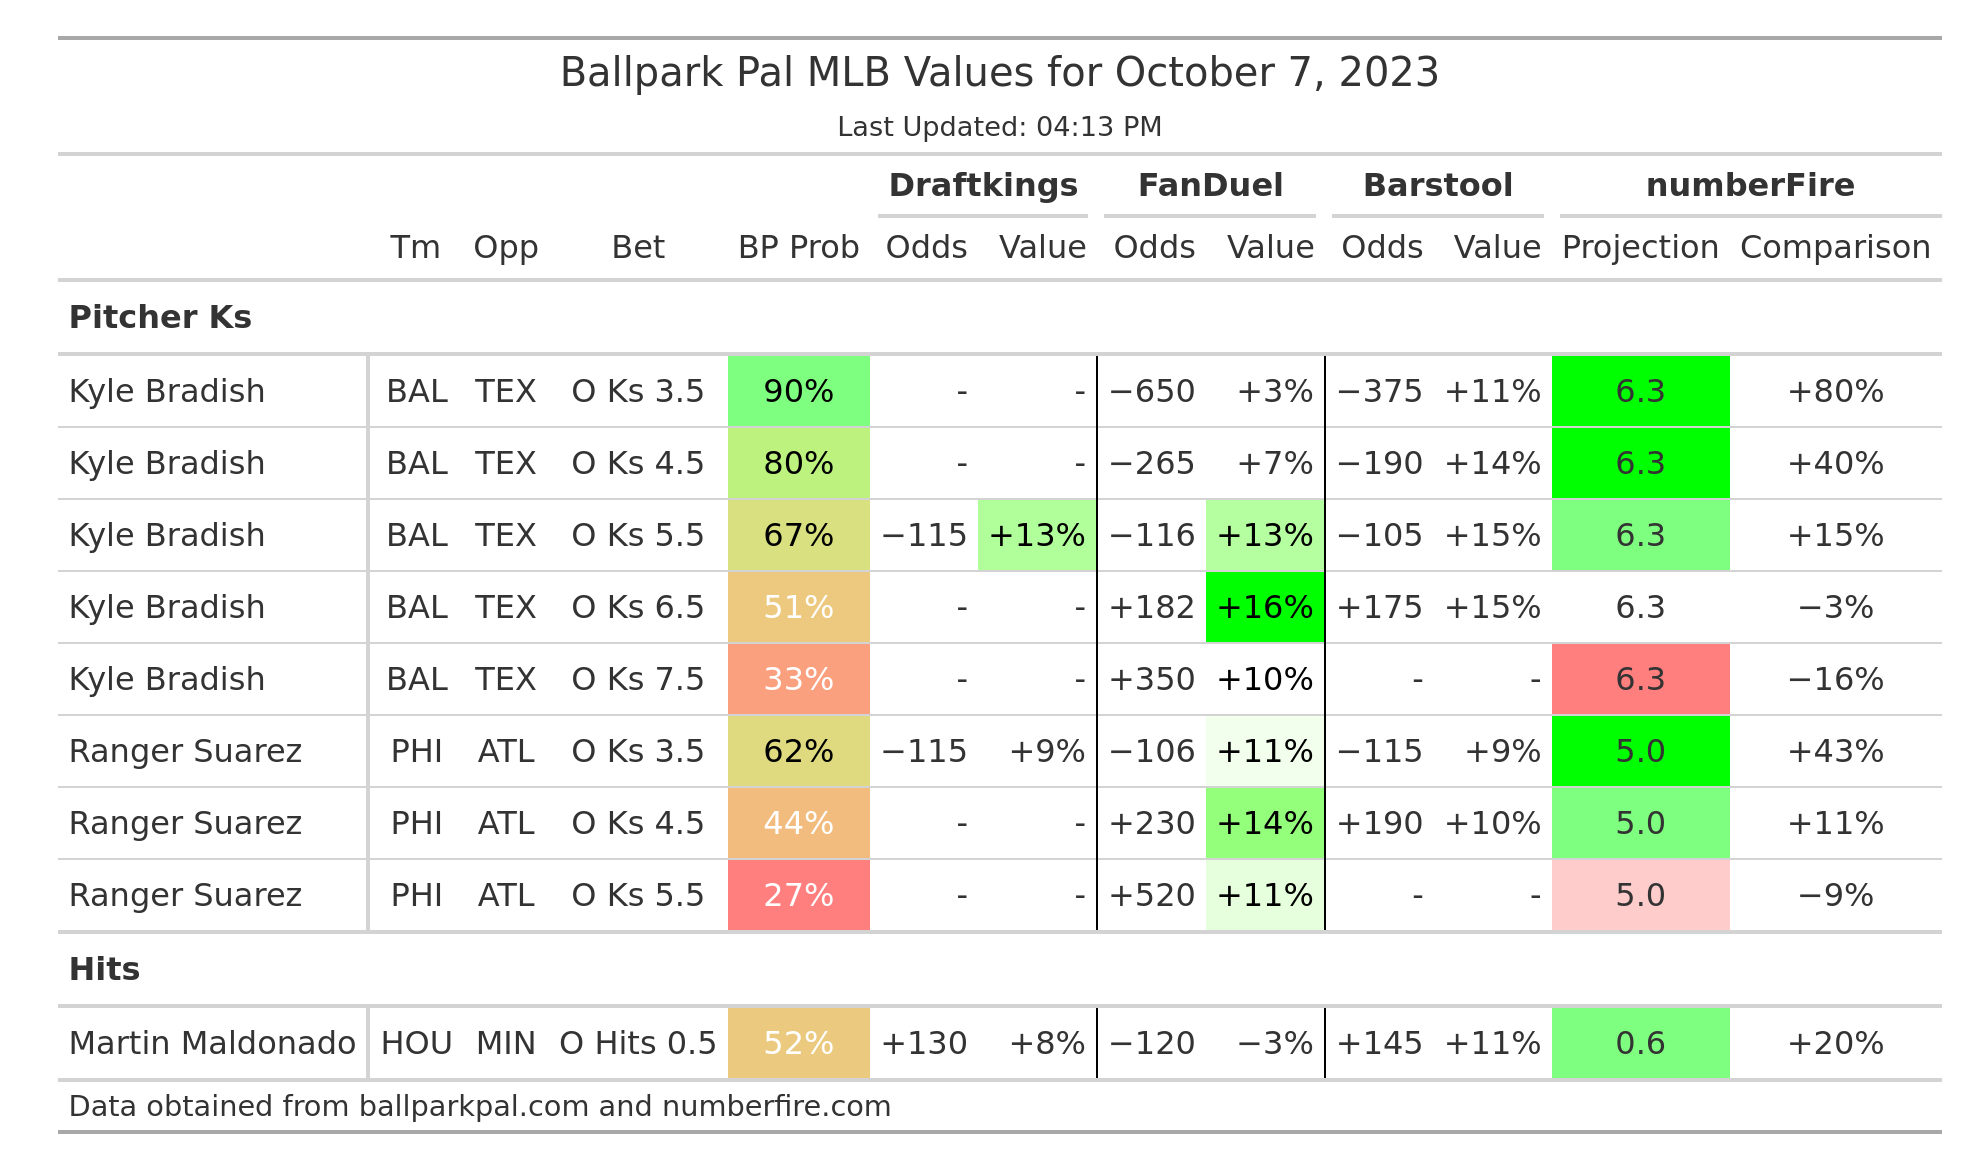 Ballpark Pal MLB Values for October 7, 2023
Last Updated: 04:13 PM
Draftkings FanDuel Barstool numberFire
Tm Opp Bet BP Prob Odds Value Odds Value Odds Value Projection Comparison
Pitcher Ks
Kyle Bradish BAL TEX O Ks 3.5 90% - - −650 +3% −375 +11% 6.3 +80%
Kyle Bradish BAL TEX O Ks 4.5 80% - - −265 +7% −190 +14% 6.3 +40%
Kyle Bradish BAL TEX O Ks 5.5 67% −115 +13% −116 +13% −105 +15% 6.3 +15%
Kyle Bradish BAL TEX O Ks 6.5 51% - - +182 +16% +175 +15% 6.3 −3%
Kyle Bradish BAL TEX O Ks 7.5 33% - - +350 +10% - - 6.3 −16%
Ranger Suarez PHI ATL O Ks 3.5 62% −115 +9% −106 +11% −115 +9% 5.0 +43%
Ranger Suarez PHI ATL O Ks 4.5 44% - - +230 +14% +190 +10% 5.0 +11%
Ranger Suarez PHI ATL O Ks 5.5 27% - - +520 +11% - - 5.0 −9%
Hits
Martin Maldonado HOU MIN O Hits 0.5 52% +130 +8% −120 −3% +145 +11% 0.6 +20%
Data obtained from ballparkpal.com and numberfire.com